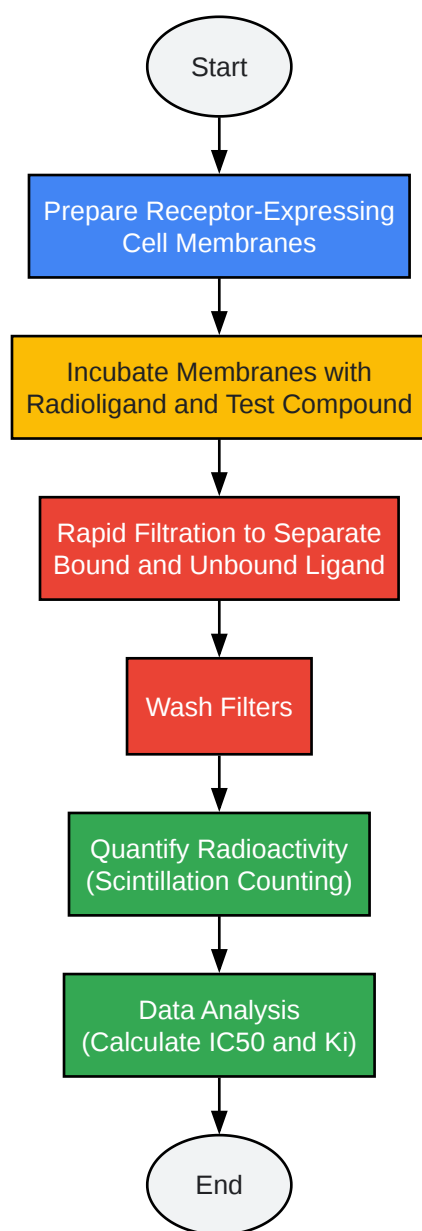 Start
Prepare Receptor-Expressing
Cell Membranes
Incubate Membranes with
Radioligand and Test Compound
Rapid Filtration to Separate
Bound and Unbound Ligand
Wash Filters
Quantify Radioactivity
(Scintillation Counting)
Data Analysis
(Calculate IC50 and Ki)
End